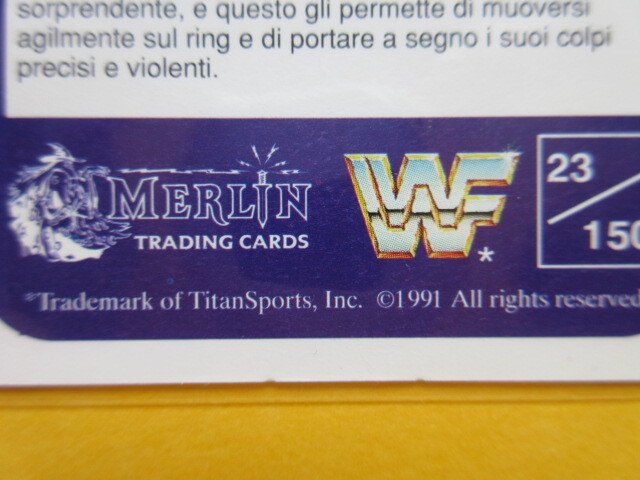 sorprendente, e questo gli permette di muoversi
agilmente sul ring e di portare a segno i suoi colpi
precisi e violenti.
MERLIN
TRADING CARDS
WWF*
23
150
*Trademark of TitanSports, Inc. ©1991 All rights reserved